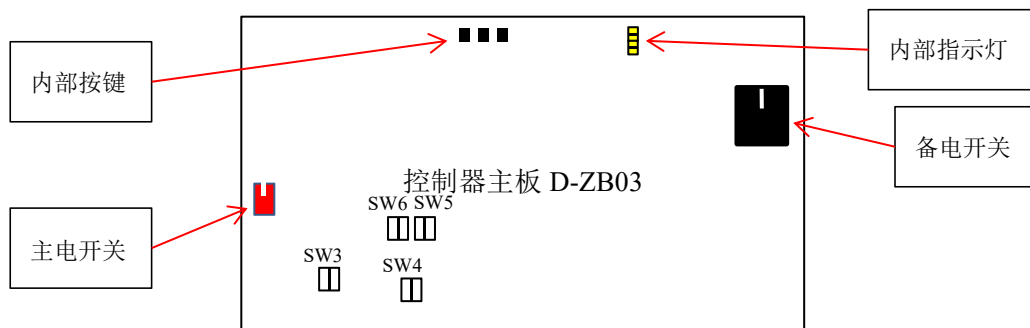 内部按键
内部指示灯
备电开关
控制器主板 D-ZB03
SW6 SW5
主电开关
SW3
SW4